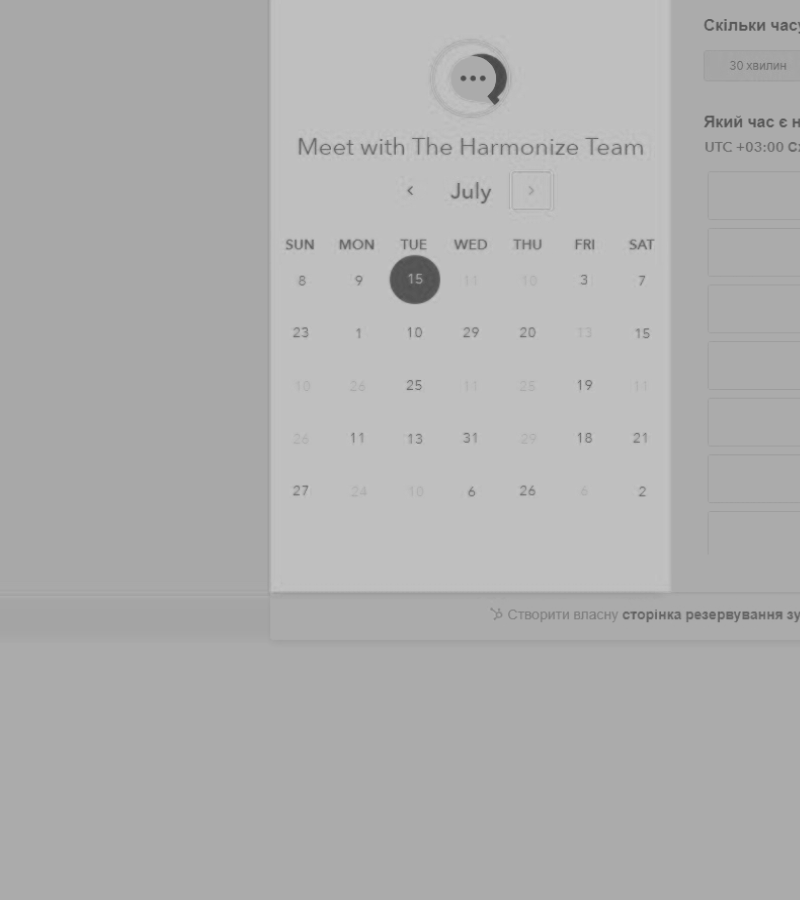 Meet with The Harmonize Team
July
SUN MON TUE WED THU FRI SAT
8 9 15 11 10 3 7
23 1 10 29 20 13 15
10 26 25 11 25 19 11
26 11 13 31 29 18 21
27 24 10 6 26 6 2
Скільки
30 хвилин
Який час є
UTC +03:00
Створити власну сторінка резервування